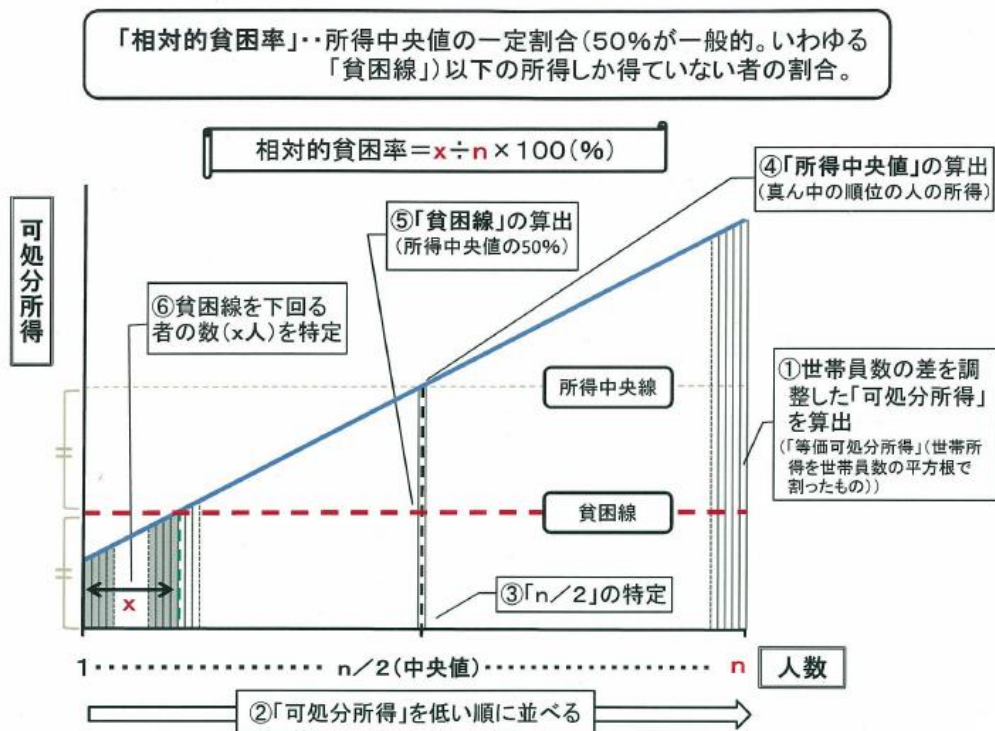 「相対的貧困率」･･所得中央値の一定割合(50%が一般的。いわゆる
「貧困線」)以下の所得しか得ていない者の割合。
相対的貧困率=x÷n×100(%)
④「所得中央値」の算出
(真ん中の順位の人の所得)
⑤「貧困線」の算出
(所得中央値の50%)
可処分所得
⑥貧困線を下回る
者の数(x人)を特定
所得中央線
①世帯員数の差を調
整した「可処分所得」
を算出
(「等価可処分所得」(世帯所
得を世帯員数の平方根で
割ったもの))
貧困線
x
③「n/2」の特定
1 ･････････････ n/2(中央値) ･････････････ n
人数
②「可処分所得」を低い順に並べる